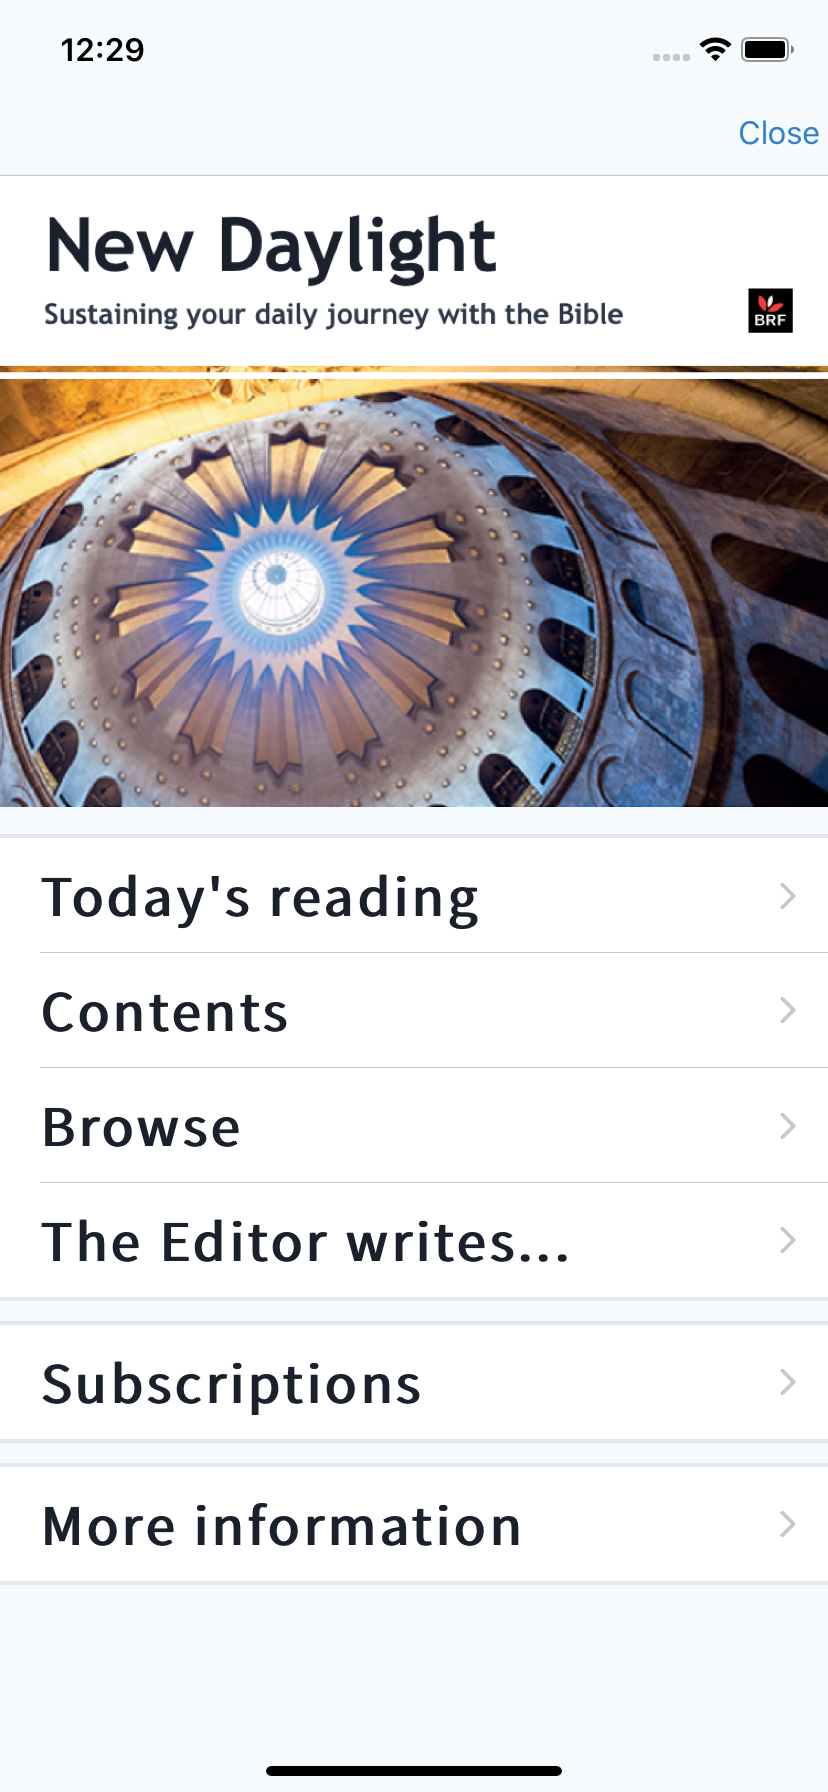 12:29
Close
New Daylight
Sustaining your daily journey with the Bible
BRF
Today's reading
Contents
Browse
The Editor writes...
Subscriptions
More information